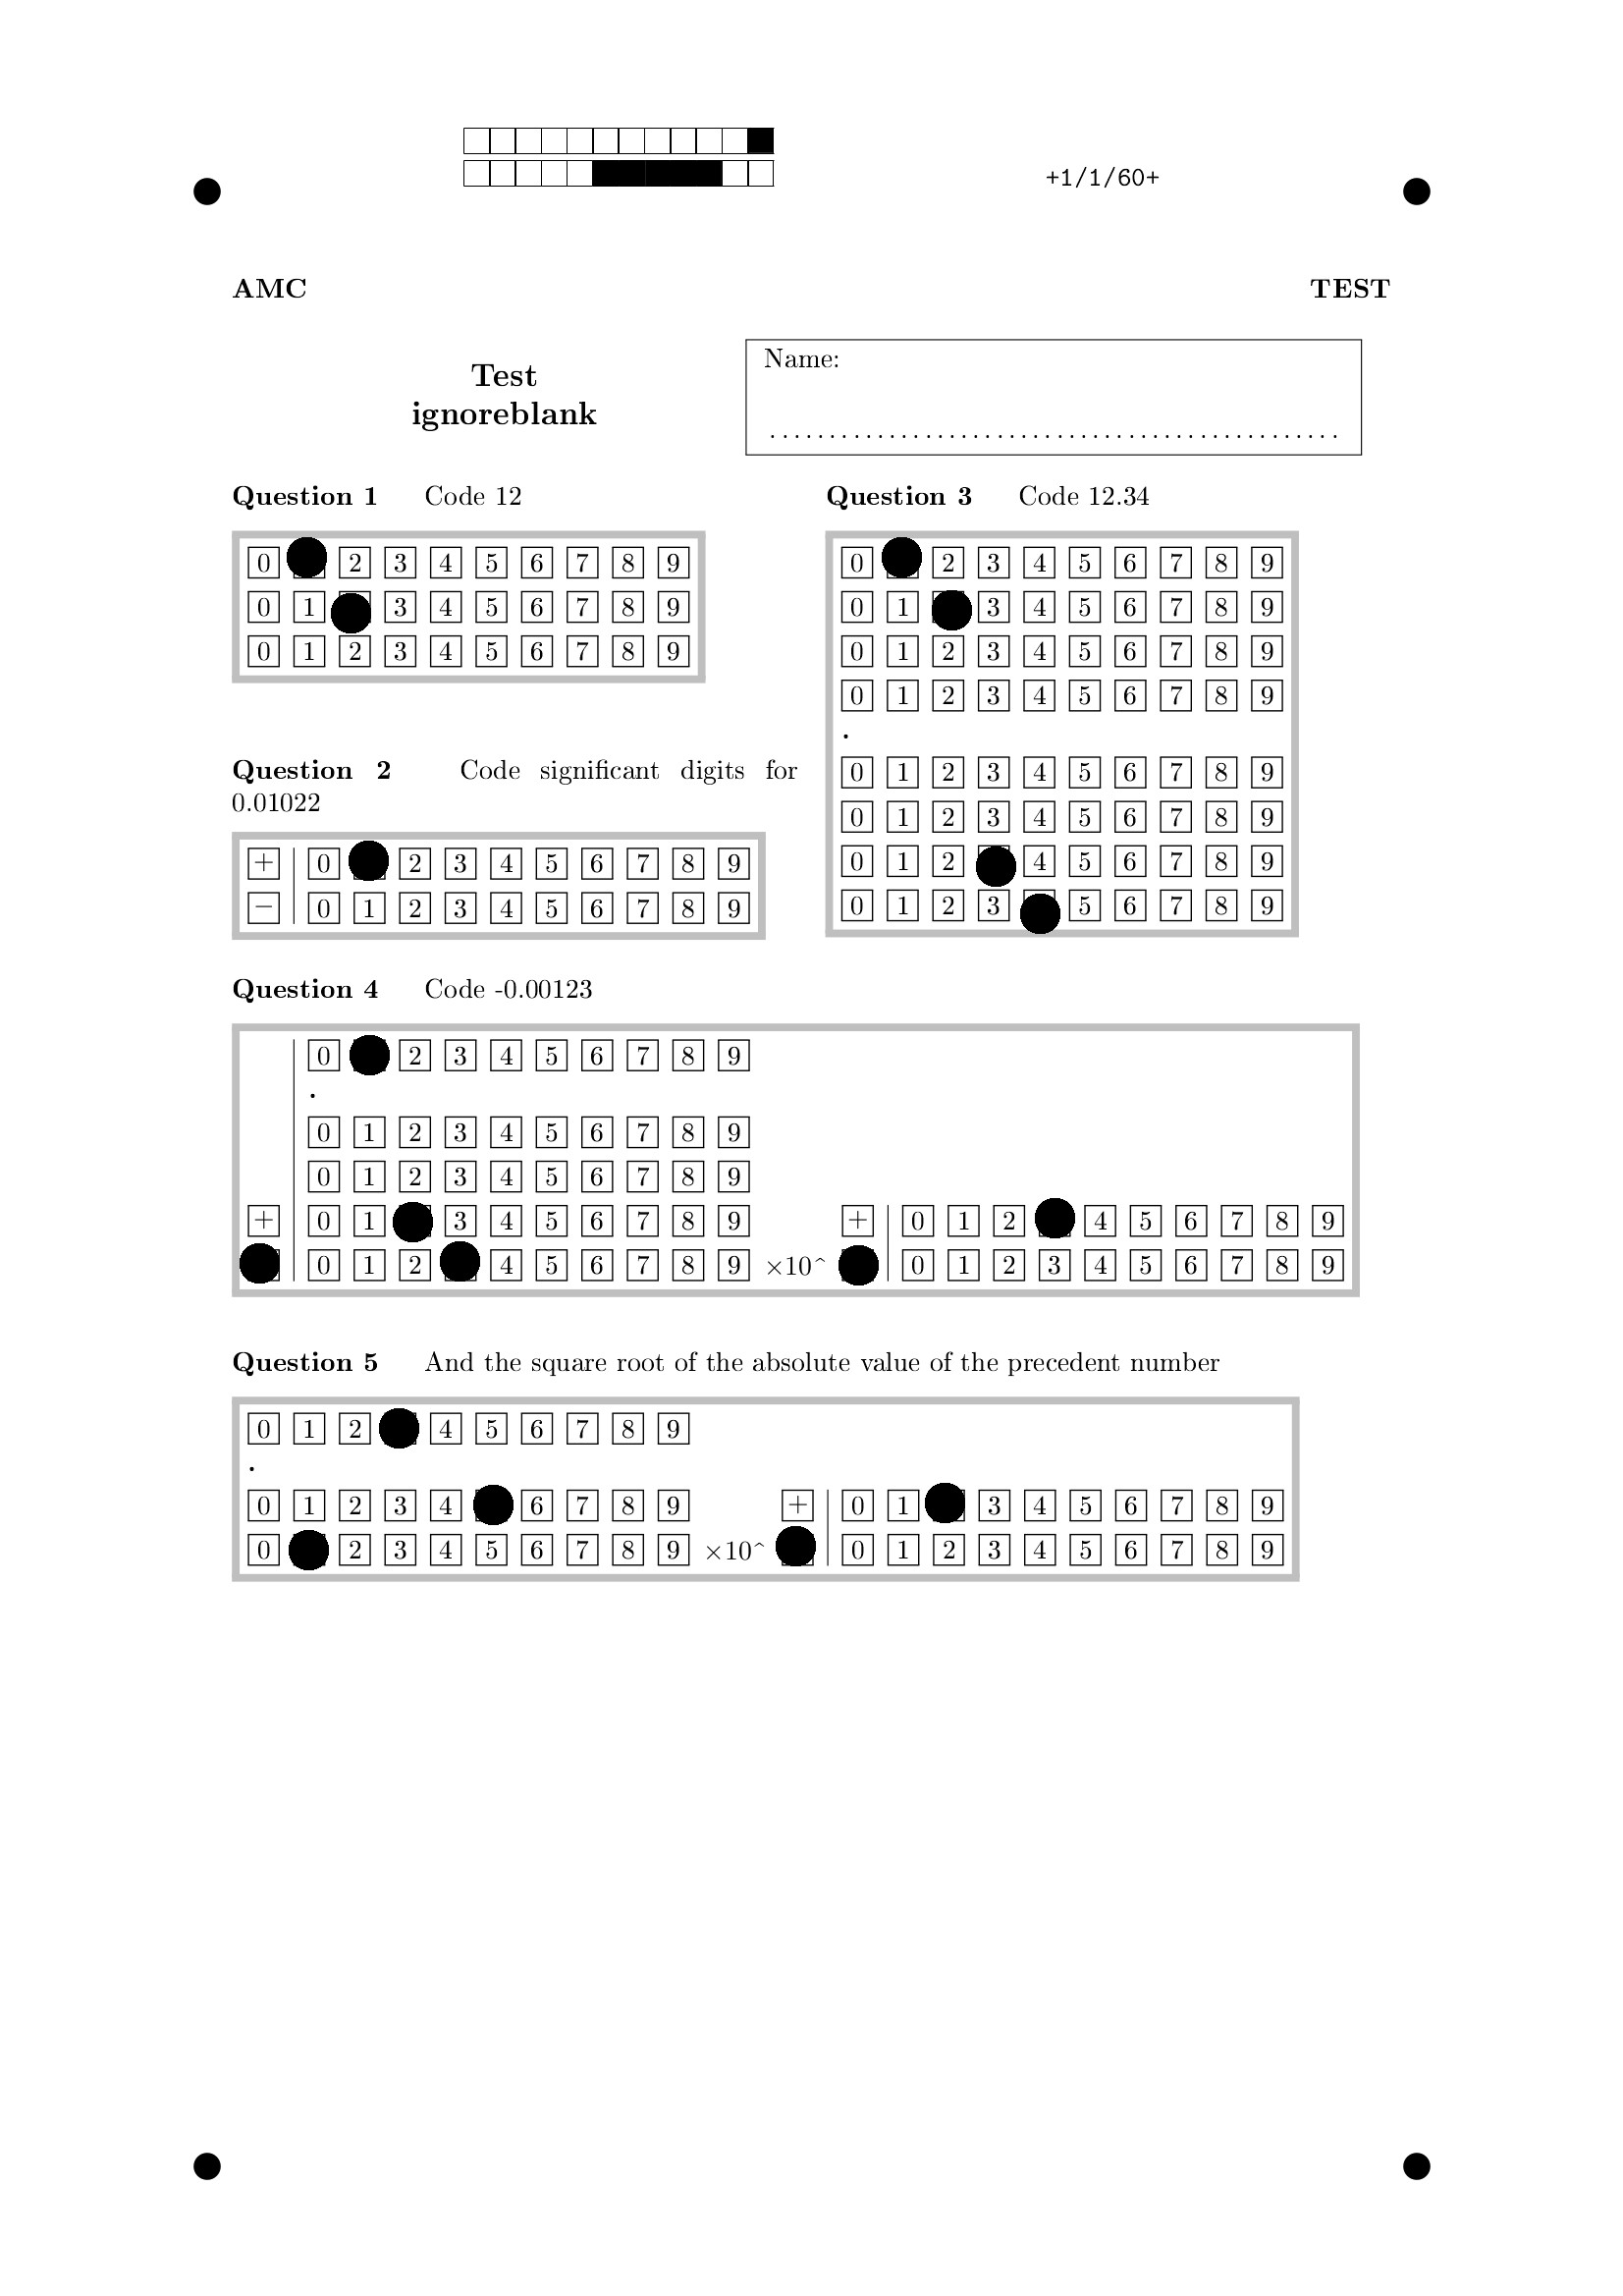 +1/1/60+
AMC TEST
Test
ignoreblank
Name:
Question 1 Code 12
0 2 3 4 5 6 7 8 9
0 1 3 4 5 6 7 8 9
0 1 2 3 4 5 6 7 8 9
Question 2 Code significant digits for
0.01022
+ 0 2 3 4 5 6 7 8 9
− 0 1 2 3 4 5 6 7 8 9
Question 3 Code 12.34
0 2 3 4 5 6 7 8 9
0 1 3 4 5 6 7 8 9
0 1 2 3 4 5 6 7 8 9
0 1 2 3 4 5 6 7 8 9
.
0 1 2 3 4 5 6 7 8 9
0 1 2 3 4 5 6 7 8 9
0 1 2 4 5 6 7 8 9
0 1 2 3 5 6 7 8 9
Question 4 Code -0.00123
0 2 3 4 5 6 7 8 9
.
0 1 2 3 4 5 6 7 8 9
0 1 2 3 4 5 6 7 8 9
+ 0 1 3 4 5 6 7 8 9 + 0 1 2 4 5 6 7 8 9
0 1 2 4 5 6 7 8 9 ×10^ 0 1 2 3 4 5 6 7 8 9
Question 5 And the square root of the absolute value of the precedent number
0 1 2 4 5 6 7 8 9
.
0 1 2 3 4 6 7 8 9 + 0 1 3 4 5 6 7 8 9
0 2 3 4 5 6 7 8 9 ×10^ 0 1 2 3 4 5 6 7 8 9